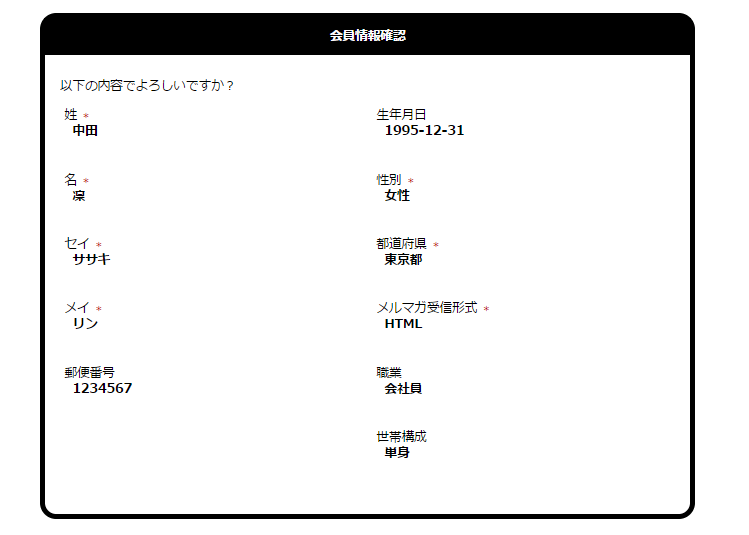 会員情報確認
以下の内容でよろしいですか？
姓 *
中田
名 *
凜
セイ *
ササキ
メイ *
リン
郵便番号
1234567
生年月日
1995-12-31
性別 *
女性
都道府県 *
東京都
メルマガ受信形式 *
HTML
職業
会社員
世帯構成
単身